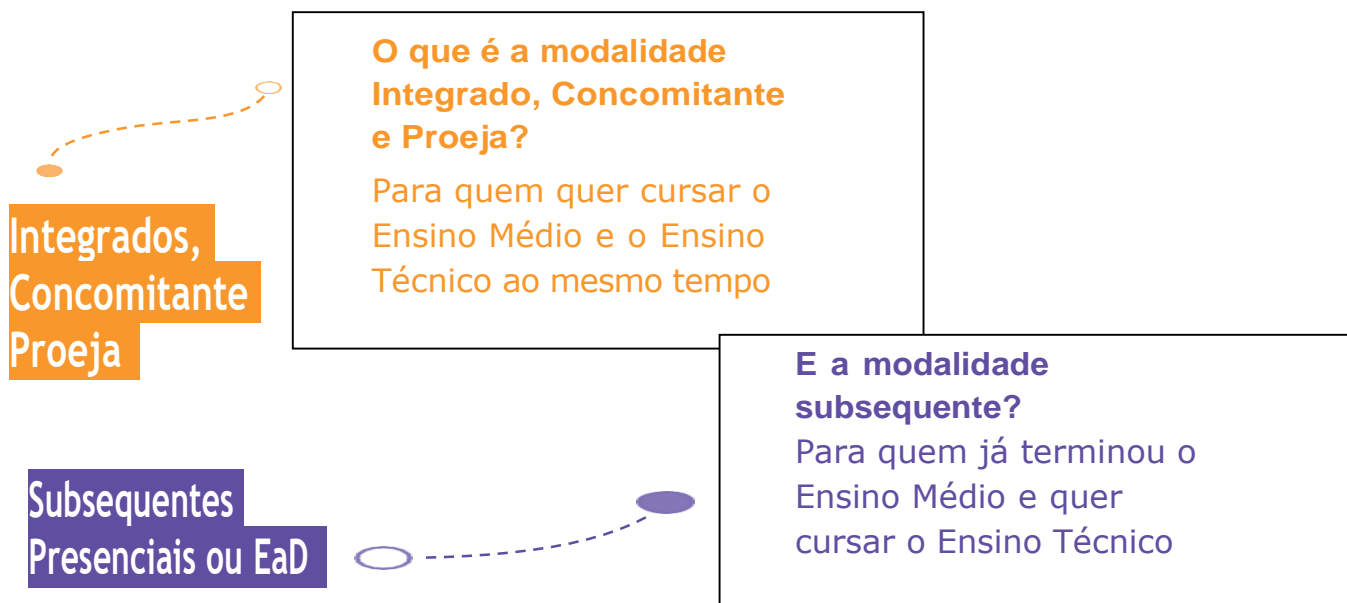 O que é a modalidade
Integrado, Concomitante
e Proeja?
Para quem quer cursar o
Ensino Médio e o Ensino
Técnico ao mesmo tempo
Integrados,
Concomitante
Proeja
E a modalidade
subsequente?
Para quem já terminou o
Ensino Médio e quer
cursar o Ensino Técnico
Subsequentes
Presenciais ou EaD